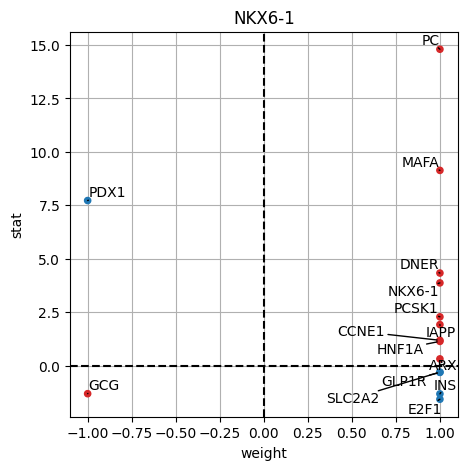 NKX6-1
PC
15.0
12.5
10.0
MAFA
PDX1
7.5
stat
DNER
5.0
NKX6-1
PCSK1
2.5
CCNE1
IAPP
HNF1A
0.0
ARX
GLP1R
GCG
INS
SLC2A2
E2F1
−1.00
−0.75
−0.50
−0.25
0.00
0.25
0.50
0.75
1.00
weight